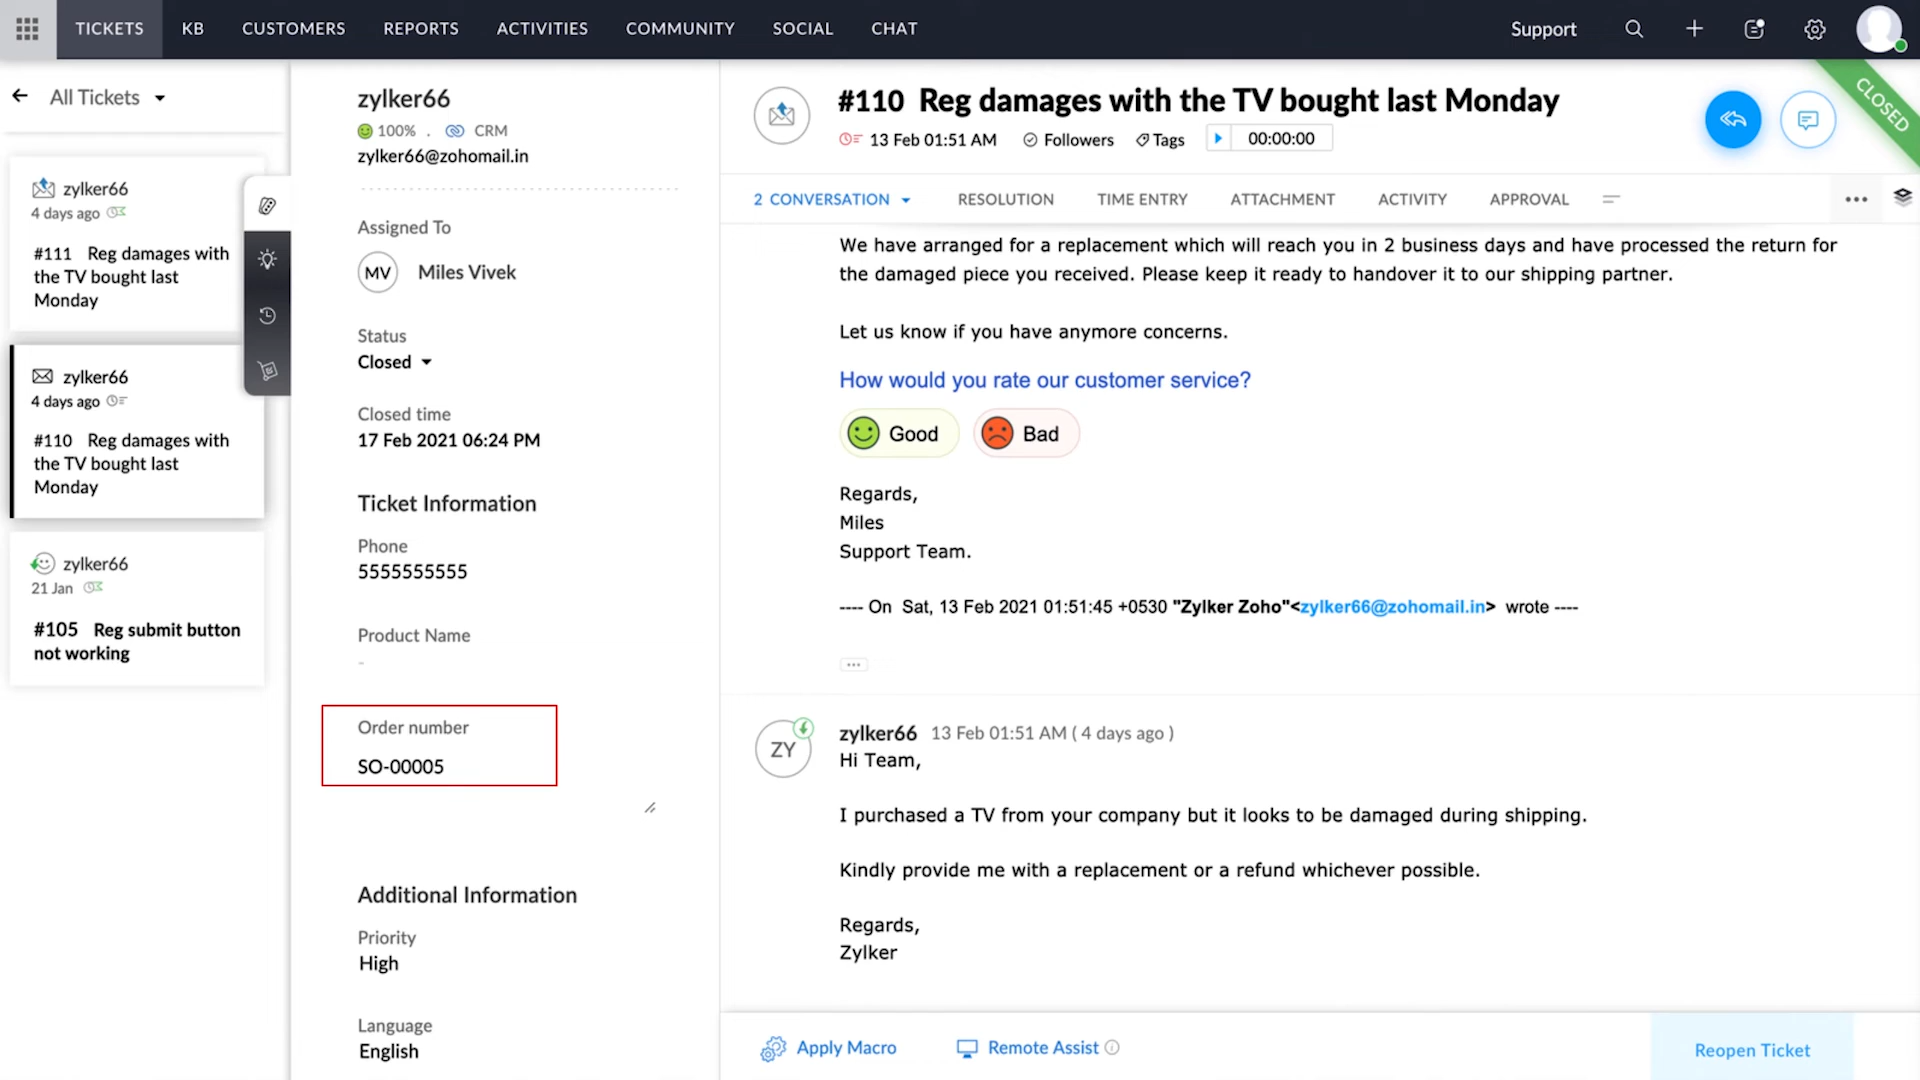 TICKETS KB CUSTOMERS REPORTS ACTIVITIES COMMUNITY SOCIAL CHAT Support
All Tickets
zylker66
4 days ago
#111 Reg damages with
the TV bought last
Monday
zylker66
4 days ago
#110 Reg damages with
the TV bought last
Monday
zylker66
21 Jan
#105 Reg submit button
not working
zylker66
100% . CRM
zylker66@zohomail.in
Assigned To
MV Miles Vivek
Status
Closed
Closed time
17 Feb 2021 06:24 PM
Ticket Information
Phone
5555555555
Product Name
-
Order number
SO-00005
Additional Information
Priority
High
Language
English
#110 Reg damages with the TV bought last Monday
13 Feb 01:51 AM Followers Tags 00:00:00
CLOSED
2 CONVERSATION RESOLUTION TIME ENTRY ATTACHMENT ACTIVITY APPROVAL
We have arranged for a replacement which will reach you in 2 business days and have processed the return for
the damaged piece you received. Please keep it ready to handover it to our shipping partner.
Let us know if you have anymore concerns.
How would you rate our customer service?
Good Bad
Regards,
Miles
Support Team.
---- On Sat, 13 Feb 2021 01:51:45 +0530 "Zylker Zoho"<zylker66@zohomail.in> wrote ----
ZY
zylker66 13 Feb 01:51 AM ( 4 days ago )
Hi Team,
I purchased a TV from your company but it looks to be damaged during shipping.
Kindly provide me with a replacement or a refund whichever possible.
Regards,
Zylker
Apply Macro Remote Assist Reopen Ticket